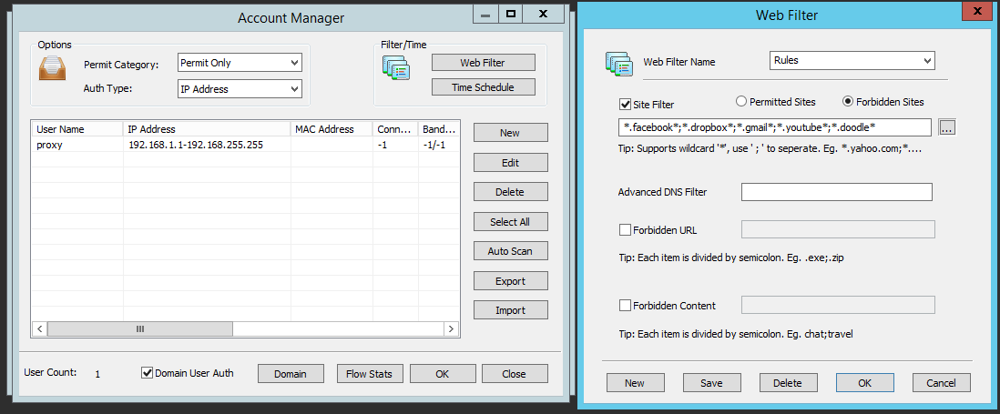 Account Manager
Options
Permit Category:
Permit Only
Auth Type:
IP Address
Filter/Time
Web Filter
Time Schedule
User Name IP Address MAC Address Conn... Band...
proxy 192.168.1.1-192.168.255.255 -1 -1/-1
New
Edit
Delete
Select All
Auto Scan
Export
Import
User Count: 1
Domain User Auth
Domain
Flow Stats
OK
Close
Web Filter
Web Filter Name
Rules
Site Filter
Permitted Sites
Forbidden Sites
*.facebook*;*.dropbox*;*.gmail*;*.youtube*;*.doodle*
...
Tip: Supports wildcard '*', use ' ; ' to seperate. Eg. *.yahoo.com;*....
Advanced DNS Filter
Forbidden URL
Tip: Each item is divided by semicolon. Eg. .exe;.zip
Forbidden Content
Tip: Each item is divided by semicolon. Eg. chat;travel
New
Save
Delete
OK
Cancel